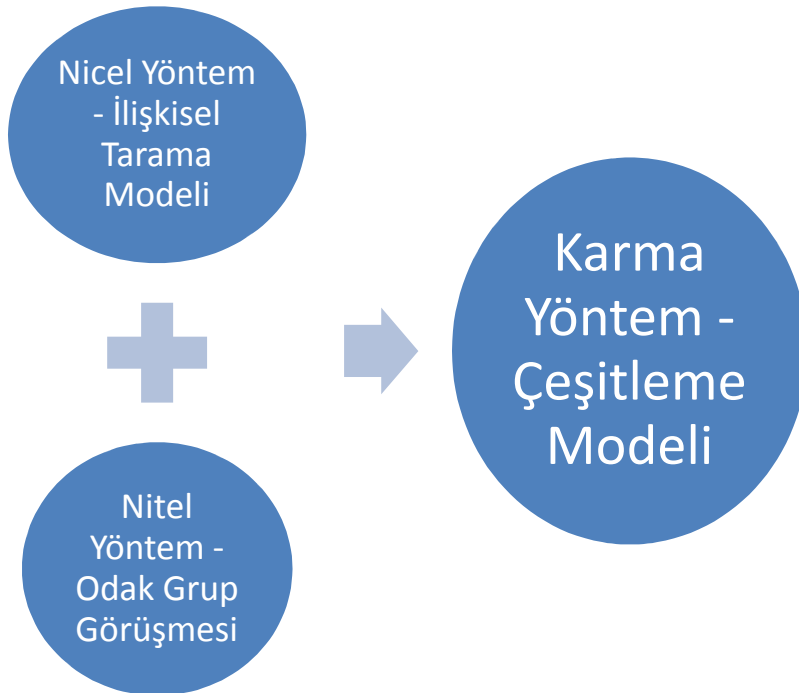 Nicel Yöntem
- İlişkisel
Tarama
Modeli
Nitel
Yöntem -
Odak Grup
Görüşmesi
Karma
Yöntem -
Çeşitleme
Modeli